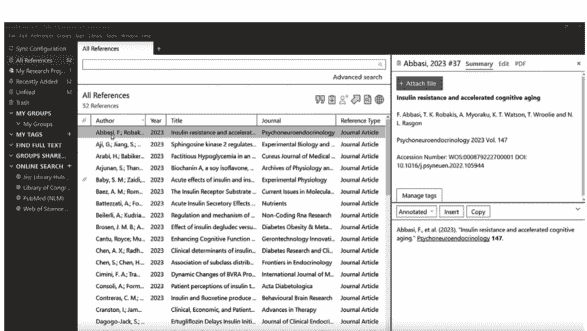 Sync Configuration
All References 52
My Research Proj...
Recently Added 52
Unfiled 52
Trash
MY GROUPS
My Groups
MY TAGS +
FIND FULL TEXT
GROUPS SHARE...
ONLINE SEARCH +
Library of Congr...
PubMed (NLM)
Web of Science...
All References +
Advanced search
All References
52 References
Author Year Title Journal Reference Type
Abbasi, F.; Robak... 2023 Insulin resistance and accelerat... Psychoneuroendocrinology Journal Article
Aji, G.; Jiang, S.; ... 2023 Sphingosine kinase 2 regulates... Experimental Biology and ... Journal Article
Arabi, H.; Babiker... 2023 Factitious Hypoglycemia in an ... Cureus Journal of Medical ... Journal Article
Arjunan, S.; Than... 2023 Biochanin A, a soy isoflavone, ... Archives of Physiology an... Journal Article
Baby, S. M.; Zaidi,... 2023 Acute effects of insulin and ins... Experimental Physiology Journal Article
Baez, A. M.; Rom... 2023 The Insulin Receptor Substrate ... Current Issues in Molecula... Journal Article
Battezzati, A.; Fo... 2023 Acute Insulin Secretory Effects ... Nutrients Journal Article
Beilerli, A.; Kudria... 2023 Regulation and mechanism of ... Non-Coding Rna Research Journal Article
Brosen, J. M. B.; A... 2023 Effect of insulin degludec versu... Diabetes Obesity & Meta... Journal Article
Cantu, Royce; Mu... 2023 Enhancing Cognitive Function ... Gerontechnology Innovati... Journal Article
Chen, A. X.; Radh... 2023 Clinical determinants of insulin ... Diabetes Research and Cli... Journal Article
Chen, S.; Chen, H... 2023 Association of subclass distrib... Frontiers in Endocrinology Journal Article
Cimini, F. A.; Tra... 2023 Dynamic Changes of BVRA Pro... International Journal of M... Journal Article
Consoli, A.; Form... 2023 Patient perceptions of insulin t... Acta Diabetologica Journal Article
Contreras, C. M.; ... 2023 Insulin and fluoxetine produce ... Behavioural Brain Research Journal Article
Cranston, I.; Jam... Clinical, Economic, and Patient... Advances in Therapy Journal Article
Dagogo-Jack, S.; ... Ertugliflozin Delays Insulin Initi... Journal of Clinical Endocri... Journal Article
Abbasi, 2023 #37 Summary Edit PDF
+ Attach file
Insulin resistance and accelerated cognitive aging
F. Abbasi, T. K. Robakis, A. Myoraku, K. T. Watson, T. Wroolie and N.
L. Rasgon
Psychoneuroendocrinology 2023 Vol. 147
Accession Number: WOS:000879222700001 DOI:
10.1016/j.psyneuen.2022.105944
Manage tags
Annotated Insert Copy
Abbasi, F., et al. (2023). "Insulin resistance and accelerated cognitive
aging." Psychoneuroendocrinology 147.